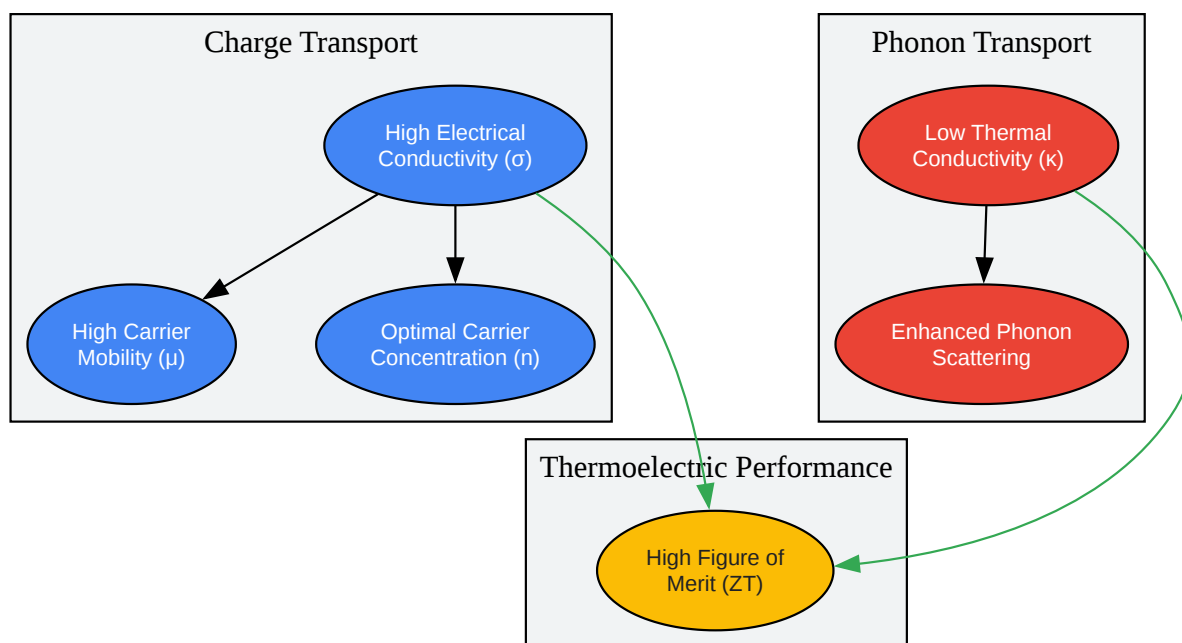 Charge Transport
High Electrical
Conductivity (σ)
High Carrier
Mobility (μ)
Optimal Carrier
Concentration (n)
Phonon Transport
Low Thermal
Conductivity (κ)
Enhanced Phonon
Scattering
Thermoelectric Performance
High Figure of
Merit (ZT)